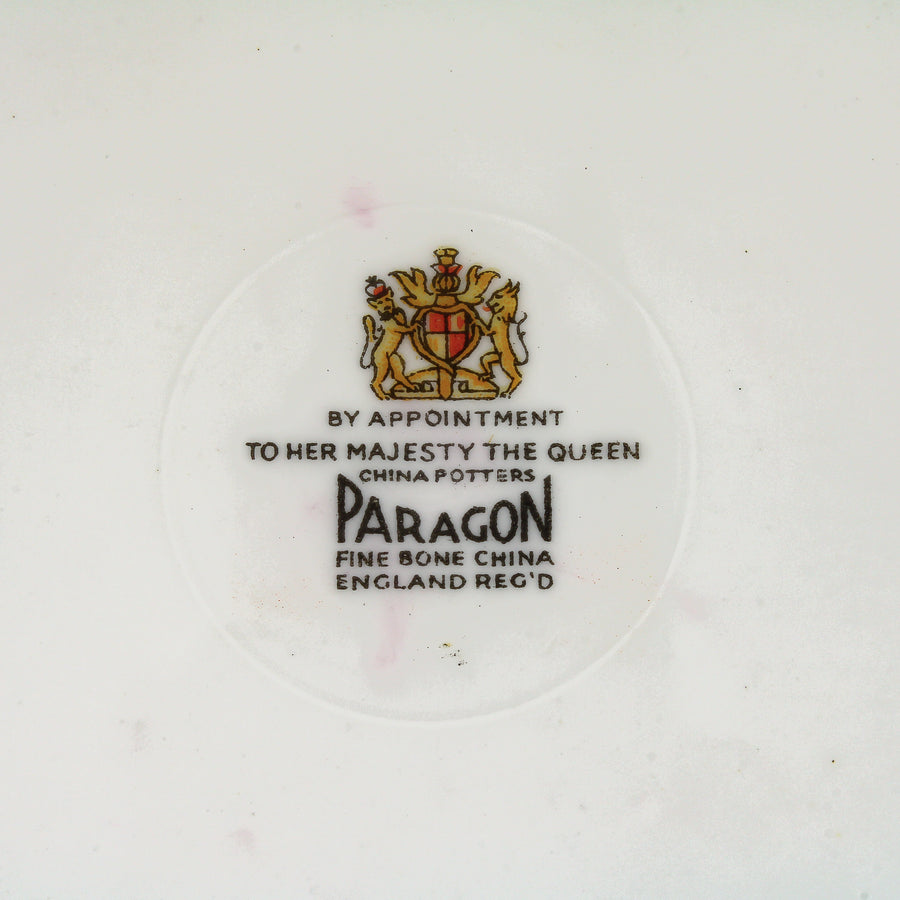 BY APPOINTMENT
TO HER MAJESTY THE QUEEN
CHINA POTTERS
PARAGON
FINE BONE CHINA
ENGLAND REG'D